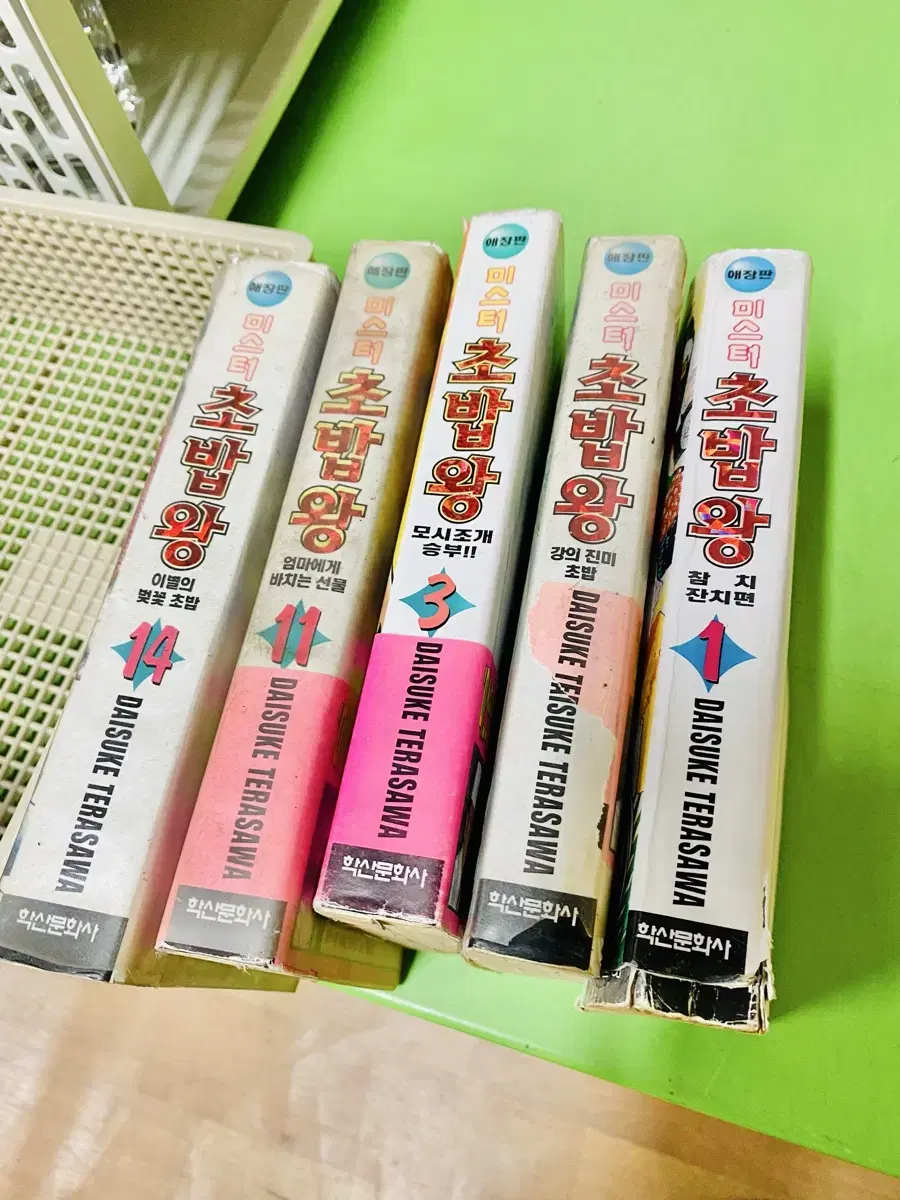 애장판
미스터
초밥왕
이별의
벚꽃 초밥
14
DAISUKE TERASAWA
학산문화사
애장판
미스터
초밥왕
엄마에게
바치는 선물
11
DAISUKE TERASAWA
학산문화사
애장판
미스터
초밥왕
모시조개
승부!!
3
DAISUKE TERASAWA
학산문화사
애장판
미스터
초밥왕
강의 진미
초밥
DAISUKE TERASAWA
학산문화사
애장판
미스터
초밥왕
참치
잔치편
1
DAISUKE TERASAWA
학산문화사